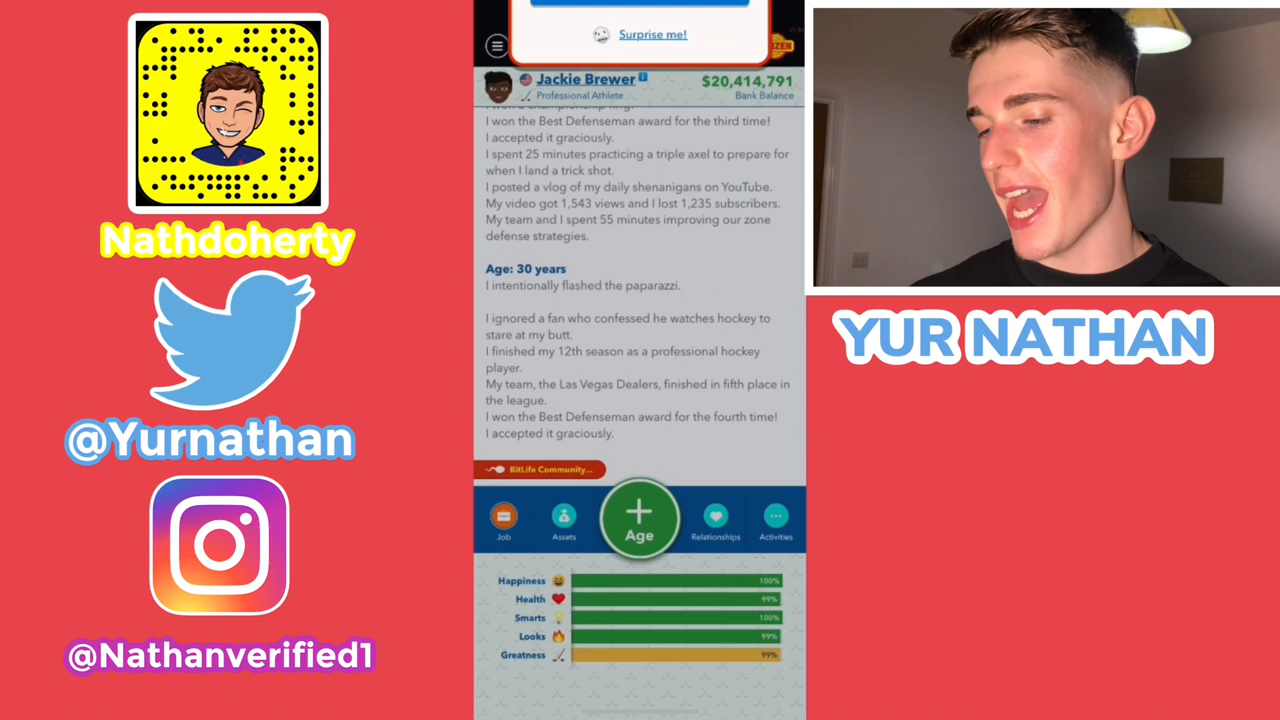 Nathdoherty
@Yurnathan
@Nathanverified1
Surprise me!
Jackie Brewer
Professional Athlete
$20,414,791
Bank Balance
I won the Best Defenseman award for the third time!
I accepted it graciously.
I spent 25 minutes practicing a triple axel to prepare for
when I land a trick shot.
I posted a vlog of my daily shenanigans on YouTube.
My video got 1,543 views and I lost 1,235 subscribers.
My team and I spent 55 minutes improving our zone
defense strategies.
Age: 30 years
I intentionally flashed the paparazzi.
I ignored a fan who confessed he watches hockey to
stare at my butt.
I finished my 12th season as a professional hockey
player.
My team, the Las Vegas Dealers, finished in fifth place in
the league.
I won the Best Defenseman award for the fourth time!
I accepted it graciously.
BitLife Community...
Job
Assets
+
Age
Relationships
Activities
Happiness 100%
Health 99%
Smarts 100%
Looks 99%
Greatness 99%
YUR NATHAN